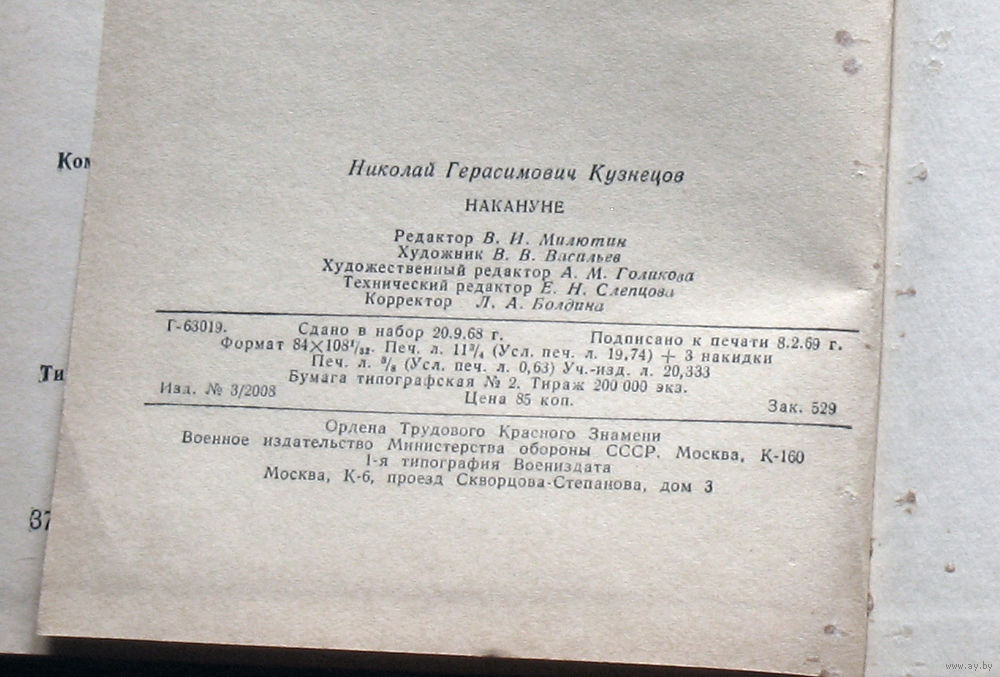 Ком
Ти
37
Николай Герасимович Кузнецов
НАКАНУНЕ
Редактор В. И. Милютин
Художник В. В. Васильев
Художественный редактор А. М. Голикова
Технический редактор Е. Н. Слепцова
Корректор Л. А. Болдина
Г-63019. Сдано в набор 20.9.68 г. Подписано к печати 8.2.69 г.
Формат 84×108¹/₃₂. Печ. л. 11³/₄ (Усл. печ. л. 19,74) + 3 накидки
Печ. л. ³/₈ (Усл. печ. л. 0,63) Уч.-изд. л. 20,333
Бумага типографская № 2. Тираж 200 000 экз.
Изд. № 3/2008 Цена 85 коп. Зак. 529
Ордена Трудового Красного Знамени
Военное издательство Министерства обороны СССР. Москва, К-160
1-я типография Воениздата
Москва, К-6, проезд Скворцова-Степанова, дом 3
www.ay.by